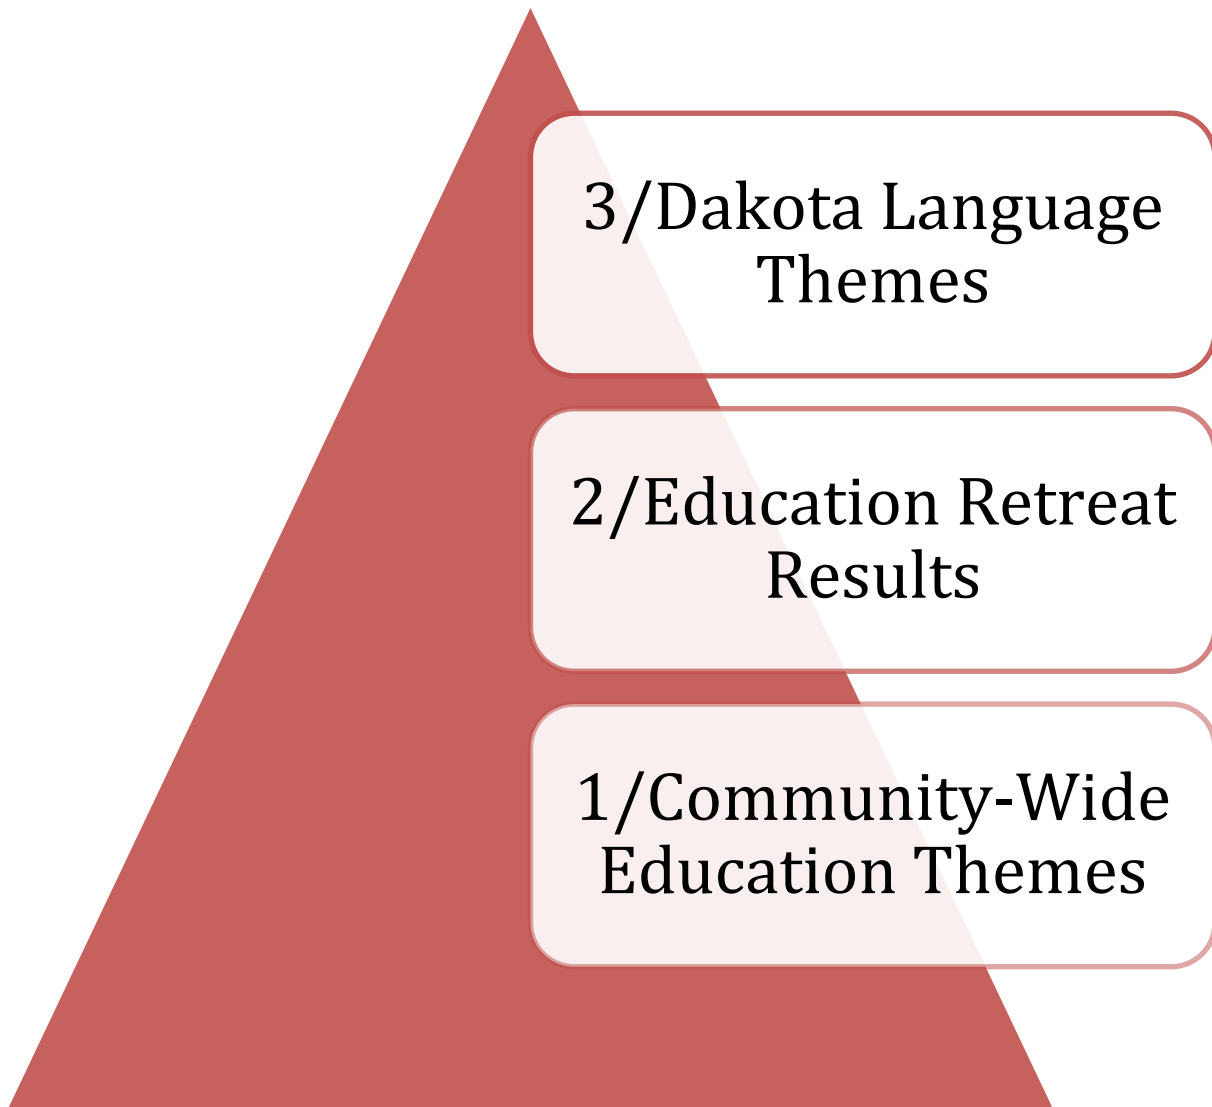 3/Dakota Language
Themes
2/Education Retreat
Results
1/Community-Wide
Education Themes